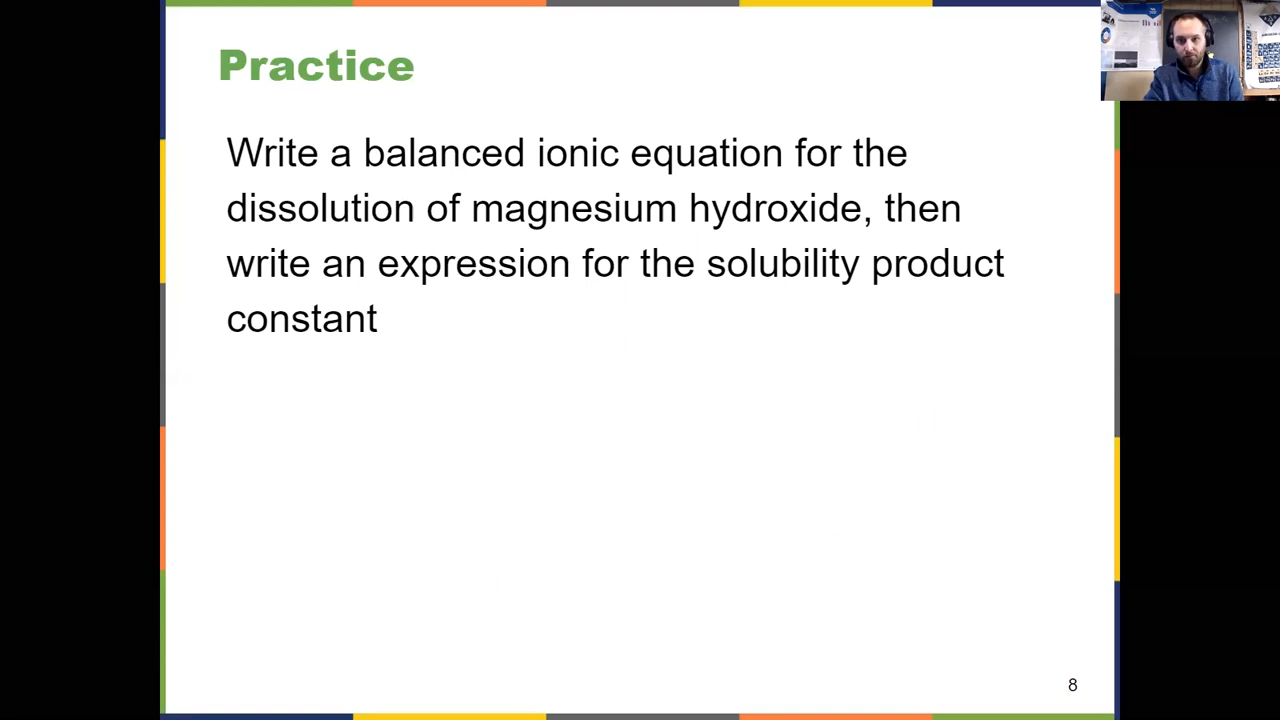 Practice
Write a balanced ionic equation for the
dissolution of magnesium hydroxide, then
write an expression for the solubility product
constant
8